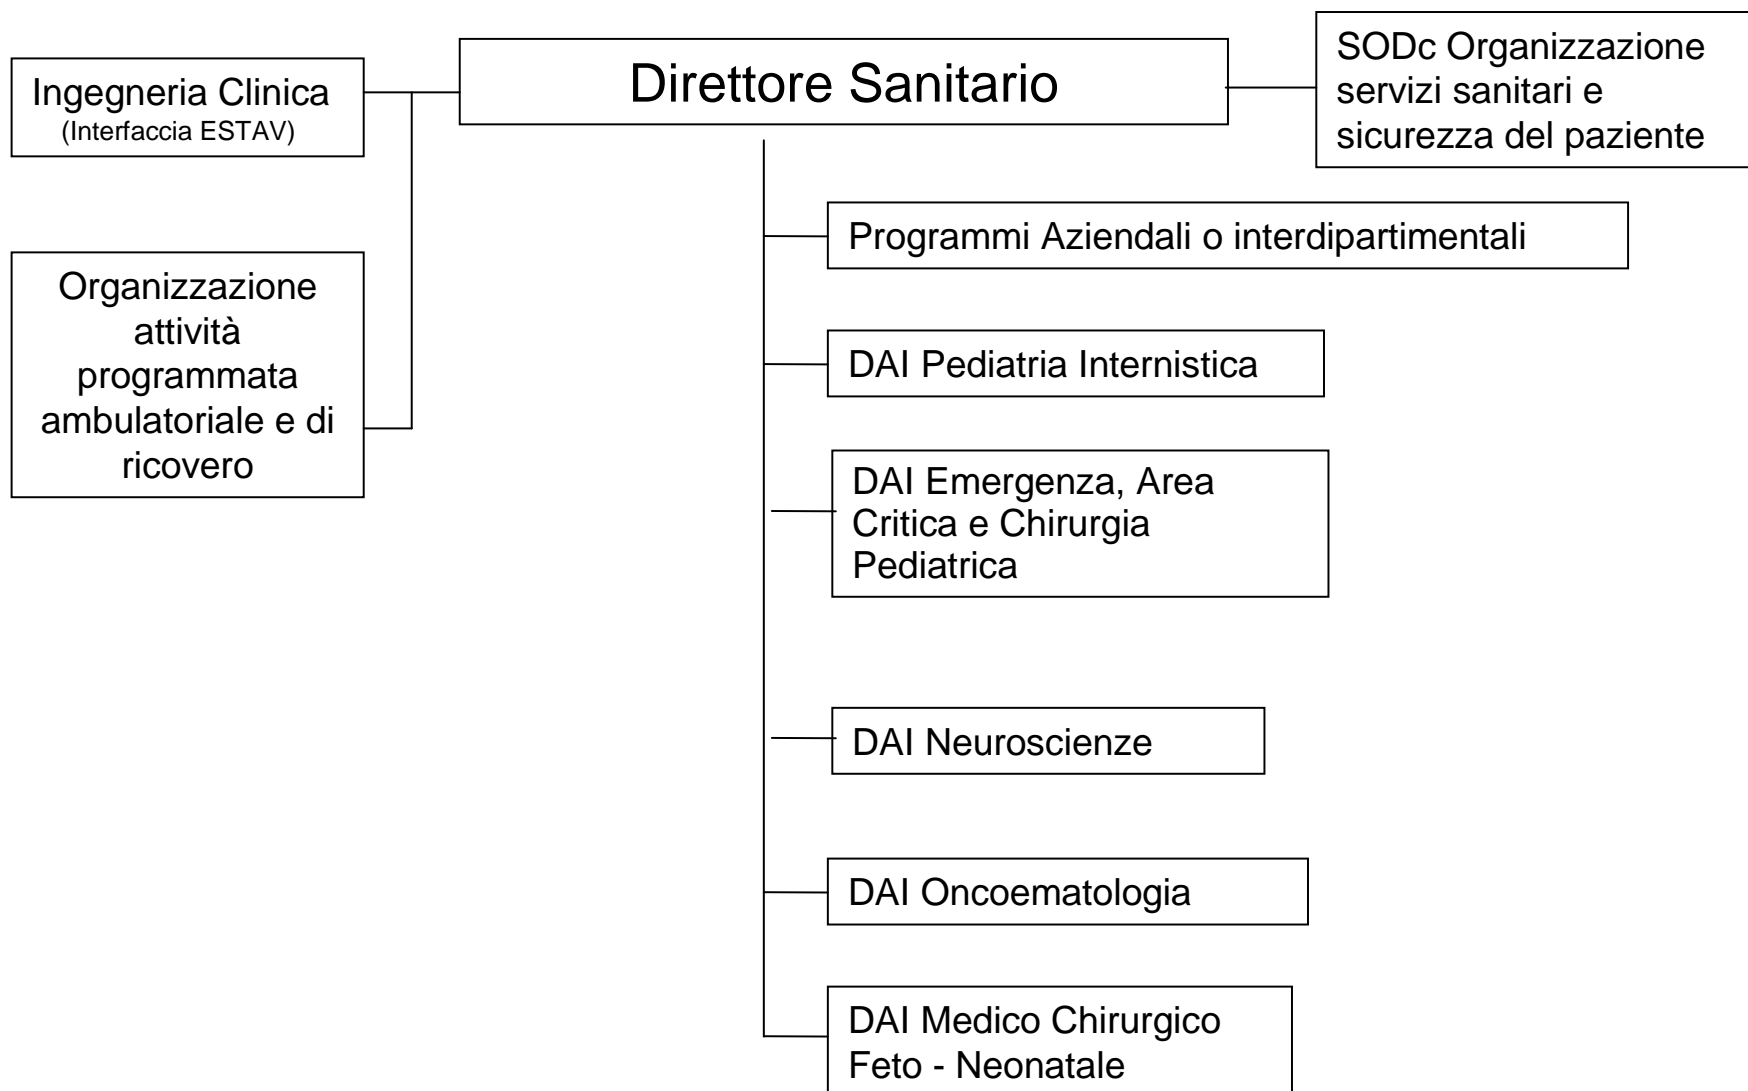 Direttore Sanitario
Ingegneria Clinica
(Interfaccia ESTAV)
SODc Organizzazione
servizi sanitari e
sicurezza del paziente
Organizzazione
attività
programmata
ambulatoriale e di
ricovero
Programmi Aziendali o interdipartimentali
DAI Pediatria Internistica
DAI Emergenza, Area
Critica e Chirurgia
Pediatrica
DAI Neuroscienze
DAI Oncoematologia
DAI Medico Chirurgico
Feto - Neonatale